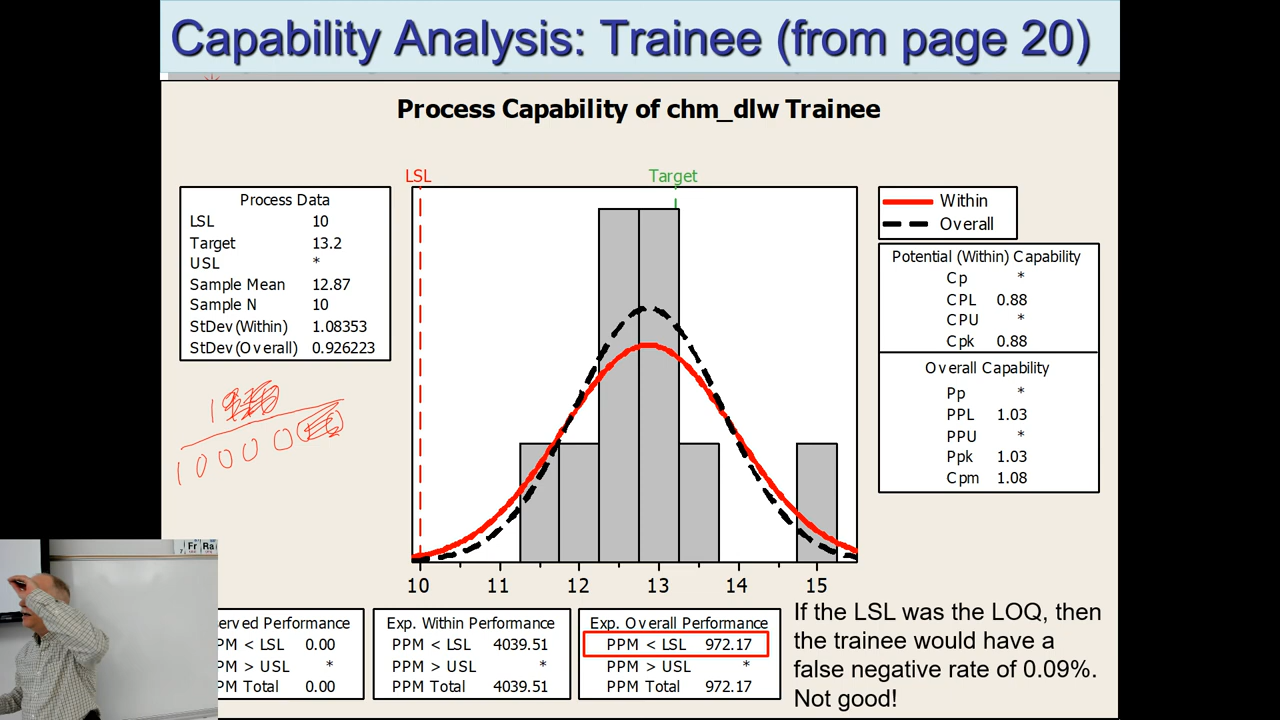 Capability Analysis: Trainee (from page 20)
Process Capability of chm_dlw Trainee
LSL
Target
Process Data
LSL 10
Target 13.2
USL *
Sample Mean 12.87
Sample N 10
StDev(Within) 1.08353
StDev(Overall) 0.926223
Within
Overall
Potential (Within) Capability
Cp *
CPL 0.88
CPU *
Cpk 0.88
Overall Capability
Pp *
PPL 1.03
PPU *
Ppk 1.03
Cpm 1.08
1
10000
10 11 12 13 14 15
erved Performance
PPM < LSL 0.00
PPM > USL *
PM Total 0.00
Exp. Within Performance
PPM < LSL 4039.51
PPM > USL *
PPM Total 4039.51
Exp. Overall Performance
PPM < LSL 972.17
PPM > USL *
PPM Total 972.17
If the LSL was the LOQ, then
the trainee would have a
false negative rate of 0.09%.
Not good!
Fr Ra